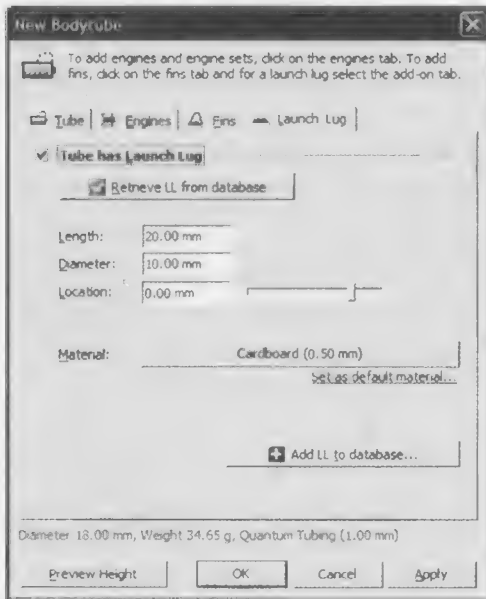 New Bodytube
To add engines and engine sets, click on the engines tab. To add
fins, click on the fins tab and for a launch lug select the add-on tab.
Tube Engines Fins Launch Lug
Tube has Launch Lug
Retrieve LL from database
Length: 20.00 mm
Diameter: 10.00 mm
Location: 0.00 mm
Material: Cardboard (0.50 mm)
Set as default material...
Add LL to database...
Diameter 18.00 mm, Weight 34.65 g, Quantum Tubing (1.00 mm)
Preview Height OK Cancel Apply